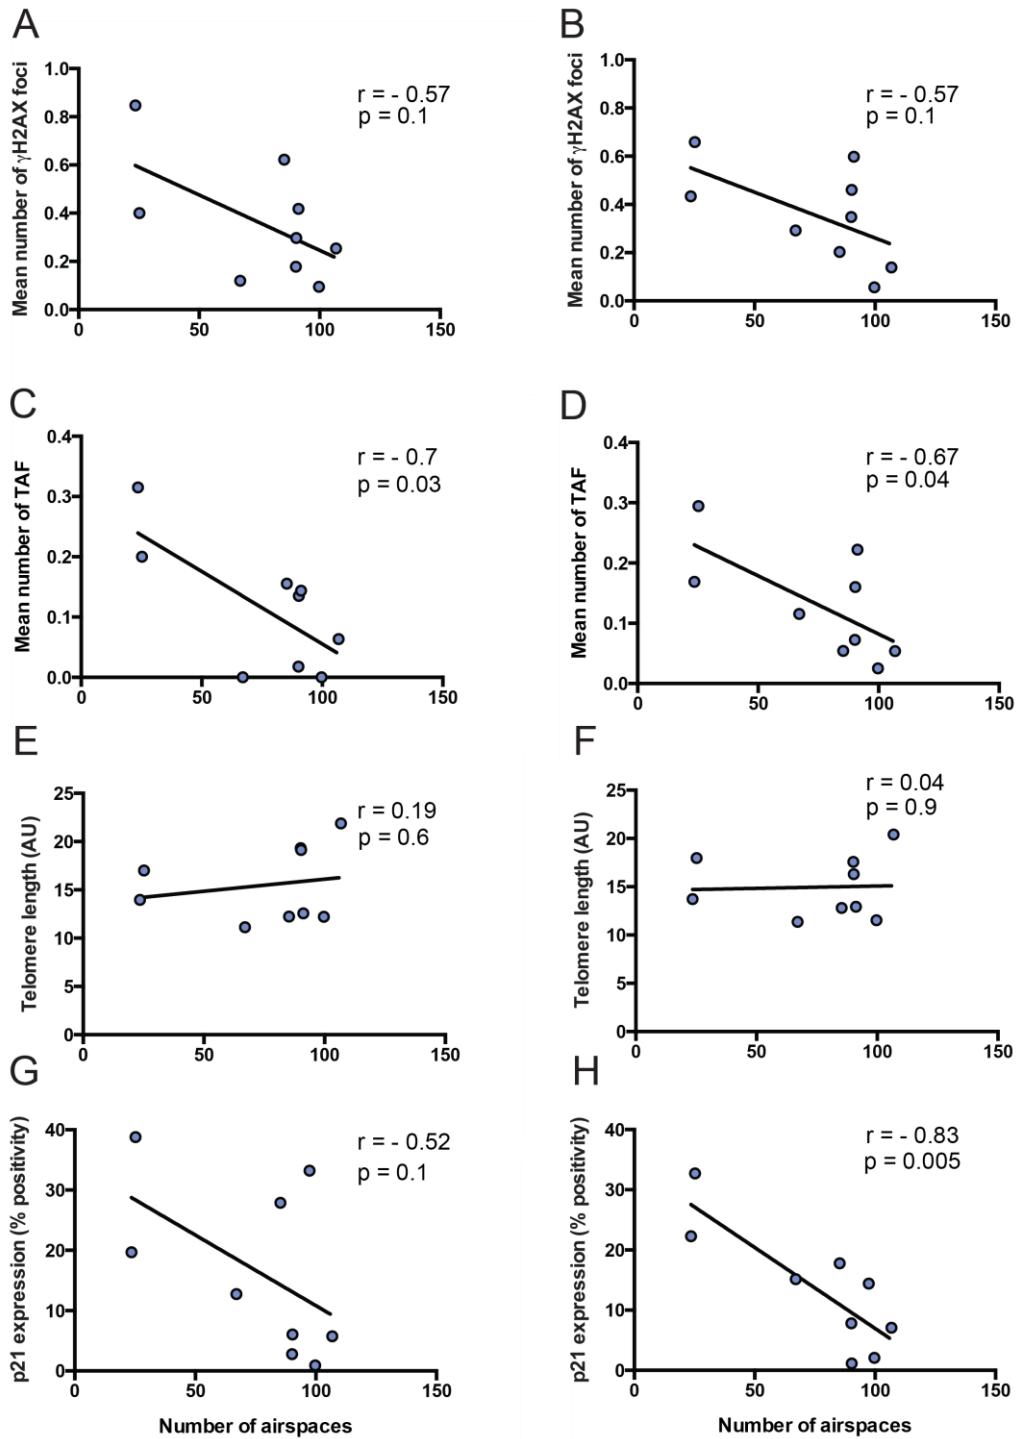 A
B
Mean number of γH2AX foci
1.0
0.8
0.6
0.4
0.2
0.0
0
50
100
150
r = - 0.57
p = 0.1
Mean number of γH2AX foci
1.0
0.8
0.6
0.4
0.2
0.0
0
50
100
150
r = - 0.57
p = 0.1
C
D
Mean number of TAF
0.4
0.3
0.2
0.1
0.0
0
50
100
150
r = - 0.7
p = 0.03
Mean number of TAF
0.4
0.3
0.2
0.1
0.0
0
50
100
150
r = - 0.67
p = 0.04
E
F
Telomere length (AU)
25
20
15
10
5
0
0
50
100
150
r = 0.19
p = 0.6
Telomere length (AU)
25
20
15
10
5
0
0
50
100
150
r = 0.04
p = 0.9
G
H
p21 expression (% positivity)
40
30
20
10
0
0
50
100
150
r = - 0.52
p = 0.1
Number of airspaces
p21 expression (% positivity)
40
30
20
10
0
0
50
100
150
r = - 0.83
p = 0.005
Number of airspaces